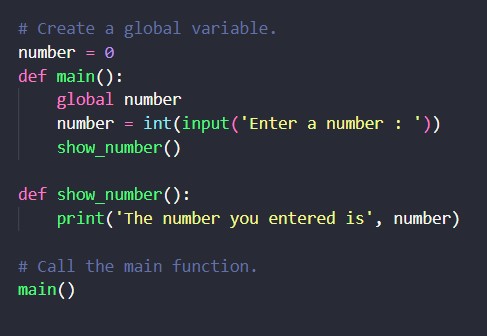 # Create a global variable.
number = 0
def main():
    global number
    number = int(input('Enter a number : '))
    show_number()

def show_number():
    print('The number you entered is', number)

# Call the main function.
main()